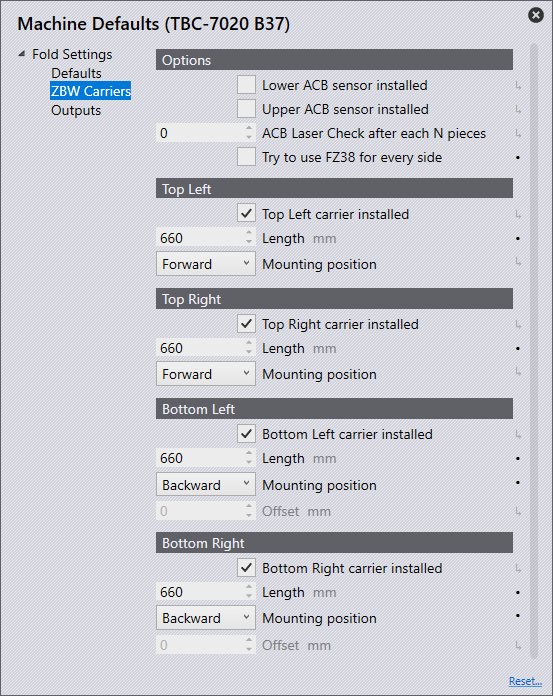 Machine Defaults (TBC-7020 B37)
Fold Settings
Defaults
ZBW Carriers
Outputs
Options
Lower ACB sensor installed
Upper ACB sensor installed
0 ACB Laser Check after each N pieces
Try to use FZ38 for every side
Top Left
Top Left carrier installed
660 Length mm
Forward Mounting position
Top Right
Top Right carrier installed
660 Length mm
Forward Mounting position
Bottom Left
Bottom Left carrier installed
660 Length mm
Backward Mounting position
0 Offset mm
Bottom Right
Bottom Right carrier installed
660 Length mm
Backward Mounting position
0 Offset mm
Reset...